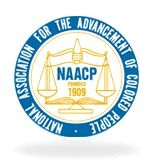 NATIONAL ASSOCIATION FOR THE ADVANCEMENT OF COLORED PEOPLE
NAACP
FOUNDED
1909